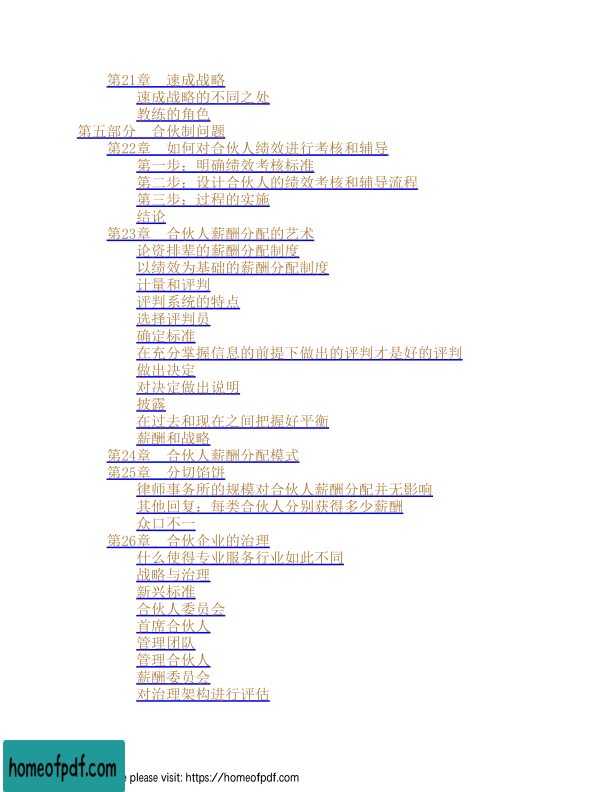 第21章　速成战略
速成战略的不同之处
教练的角色
第五部分　合伙制问题
第22章　如何对合伙人绩效进行考核和辅导
第一步：明确绩效考核标准
第二步：设计合伙人的绩效考核和辅导流程
第三步：过程的实施
结论
第23章　合伙人薪酬分配的艺术
论资排辈的薪酬分配制度
以绩效为基础的薪酬分配制度
计量和评判
评判系统的特点
选择评判员
确定标准
在充分掌握信息的前提下做出的评判才是好的评判
做出决定
对决定做出说明
披露
在过去和现在之间把握好平衡
薪酬和战略
第24章　合伙人薪酬分配模式
第25章　分切馅饼
律师事务所的规模对合伙人薪酬分配并无影响
其他回复：每类合伙人分别获得多少薪酬
众口不一
第26章　合伙企业的治理
什么使得专业服务行业如此不同
战略与治理
新兴标准
合伙人委员会
首席合伙人
管理团队
管理合伙人
薪酬委员会
对治理架构进行评估
homeofpdf.com
please visit: https://homeofpdf.com